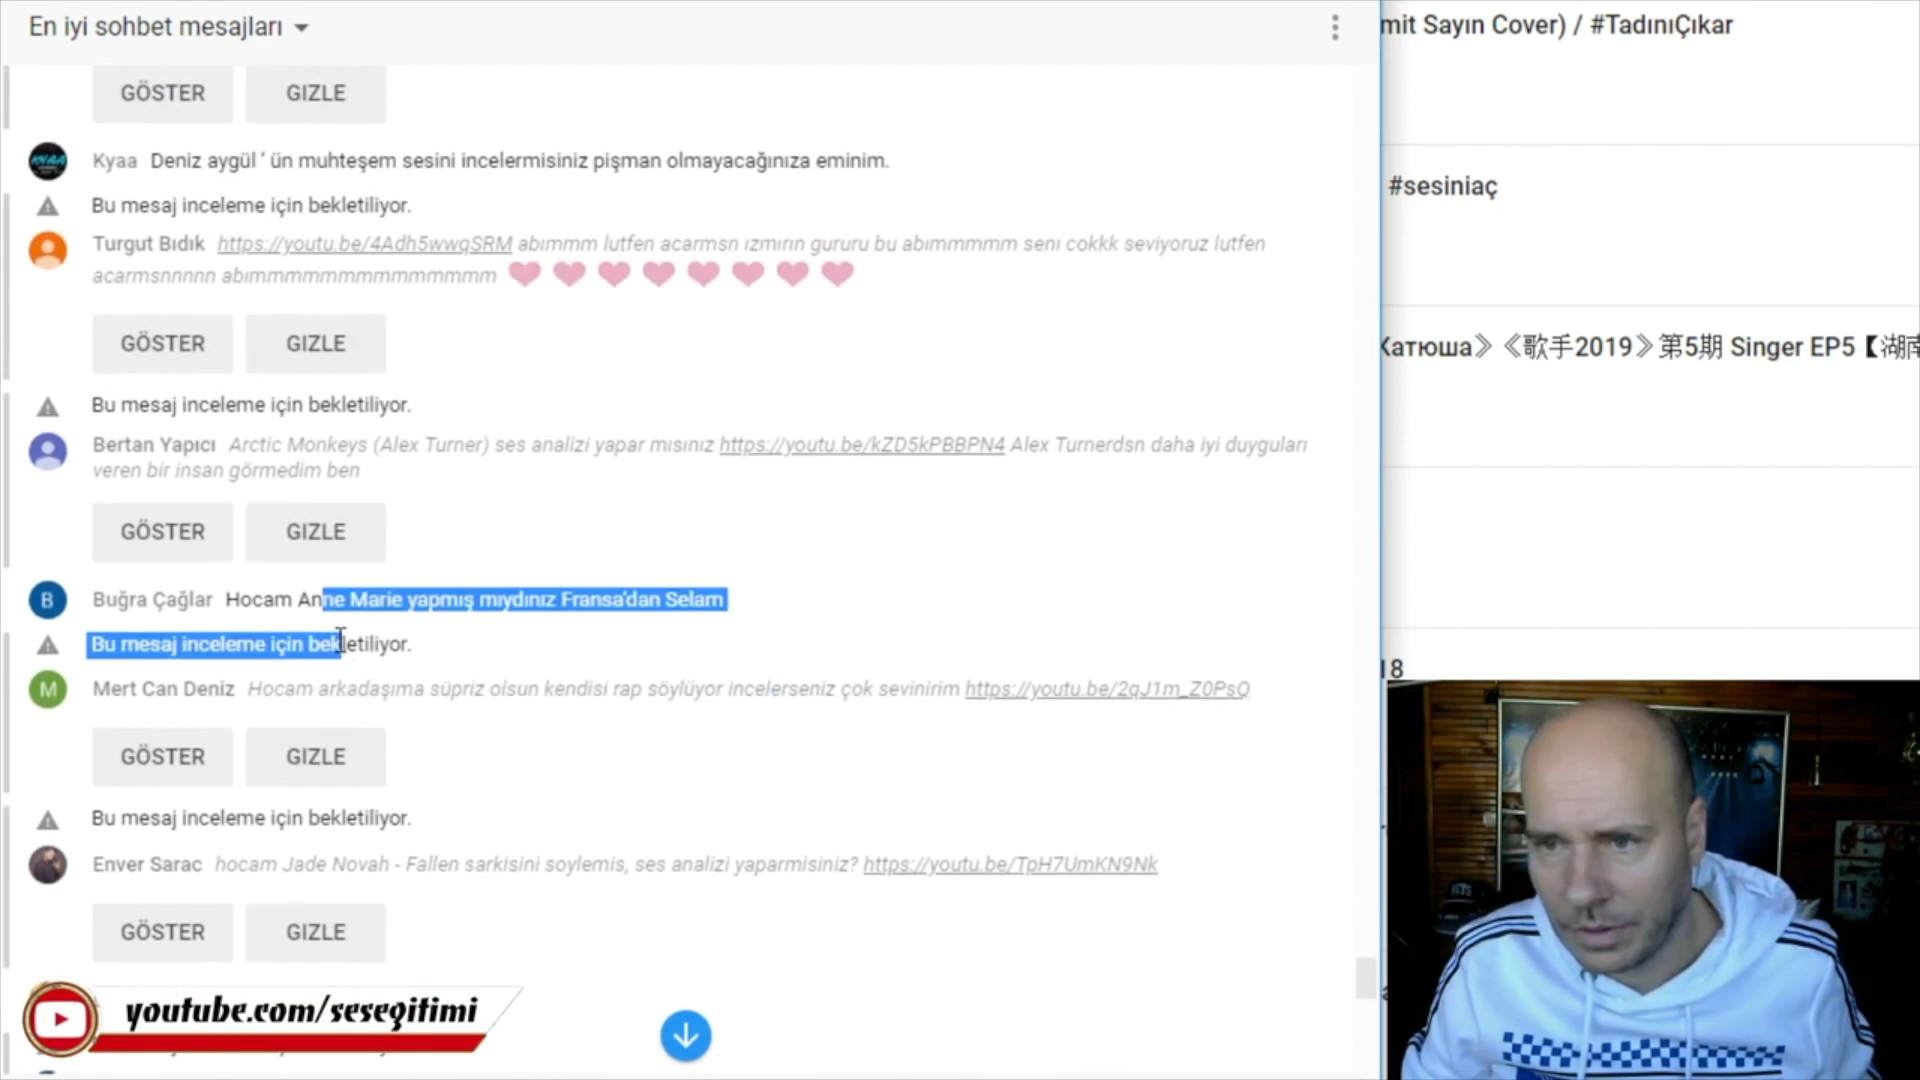 En iyi sohbet mesajları
mit Sayın Cover) / #TadınıÇıkar
GÖSTER GIZLE
Kyaa Deniz aygül ‘ ün muhteşem sesini incelermisiniz pişman olmayacağınıza eminim.
#sesiniaç
Bu mesaj inceleme için bekletiliyor.
Turgut Bıdık https://youtu.be/4Adh5wwqSRM abımmm lutfen acarmsn ızmırın gururu bu abımmmmm senı cokkk seviyoruz lutfen
acarmsnnnnn abımmmmmmmmmmmmmm
GÖSTER GIZLE
Катюша》《歌手2019》第5期 Singer EP5【湖南
Bu mesaj inceleme için bekletiliyor.
Bertan Yapıcı Arctic Monkeys (Alex Turner) ses analizi yapar mısınız https://youtu.be/kZD5kPBBPN4 Alex Turnerdsn daha iyi duyguları
veren bir insan görmedim ben
GÖSTER GIZLE
B Buğra Çağlar Hocam Anne Marie yapmış mıydınız Fransa'dan Selam
Bu mesaj inceleme için bekletiliyor.
18
M Mert Can Deniz Hocam arkadaşıma süpriz olsun kendisi rap söylüyor incelerseniz çok sevinirim https://youtu.be/2qJ1m_Z0PsQ
GÖSTER GIZLE
Bu mesaj inceleme için bekletiliyor.
Enver Sarac hocam Jade Novah - Fallen sarkisini soylemis, ses analizi yaparmisiniz? https://youtu.be/TpH7UmKN9Nk
GÖSTER GIZLE
youtube.com/sesegitimi